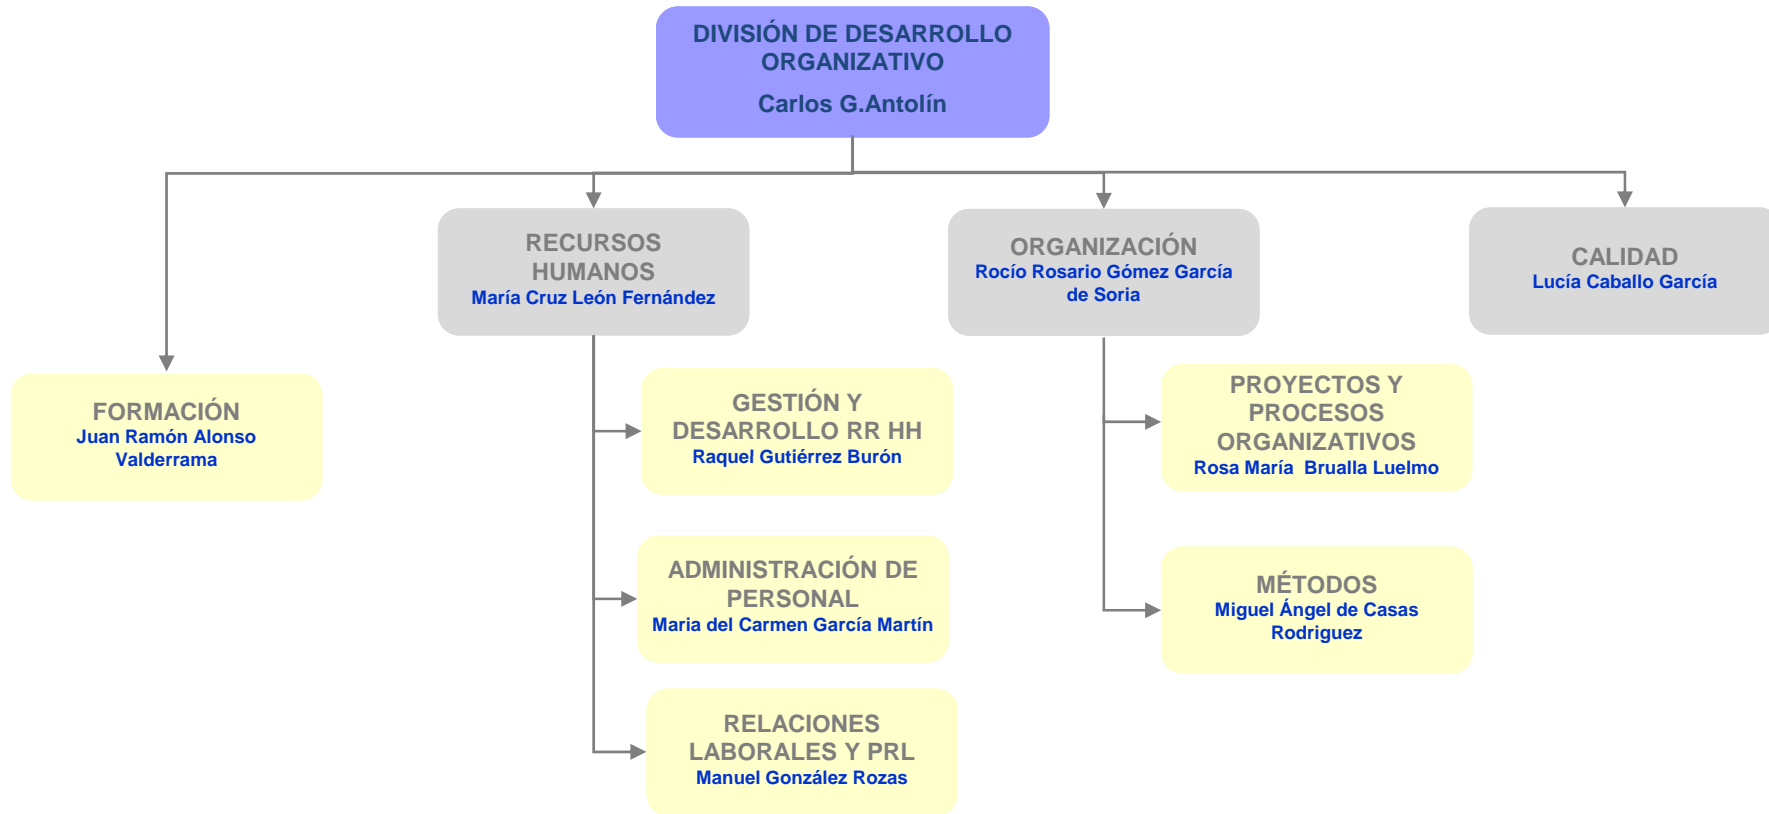 DIVISIÓN DE DESARROLLO
ORGANIZATIVO
Carlos G.Antolín
RECURSOS
HUMANOS
María Cruz León Fernández
ORGANIZACIÓN
Rocío Rosario Gómez García
de Soria
CALIDAD
Lucía Caballo García
FORMACIÓN
Juan Ramón Alonso
Valderrama
GESTIÓN Y
DESARROLLO RR HH
Raquel Gutiérrez Burón
PROYECTOS Y
PROCESOS
ORGANIZATIVOS
Rosa María  Brualla Luelmo
ADMINISTRACIÓN DE
PERSONAL
Maria del Carmen García Martín
MÉTODOS
Miguel Ángel de Casas
Rodriguez
RELACIONES
LABORALES Y PRL
Manuel González Rozas